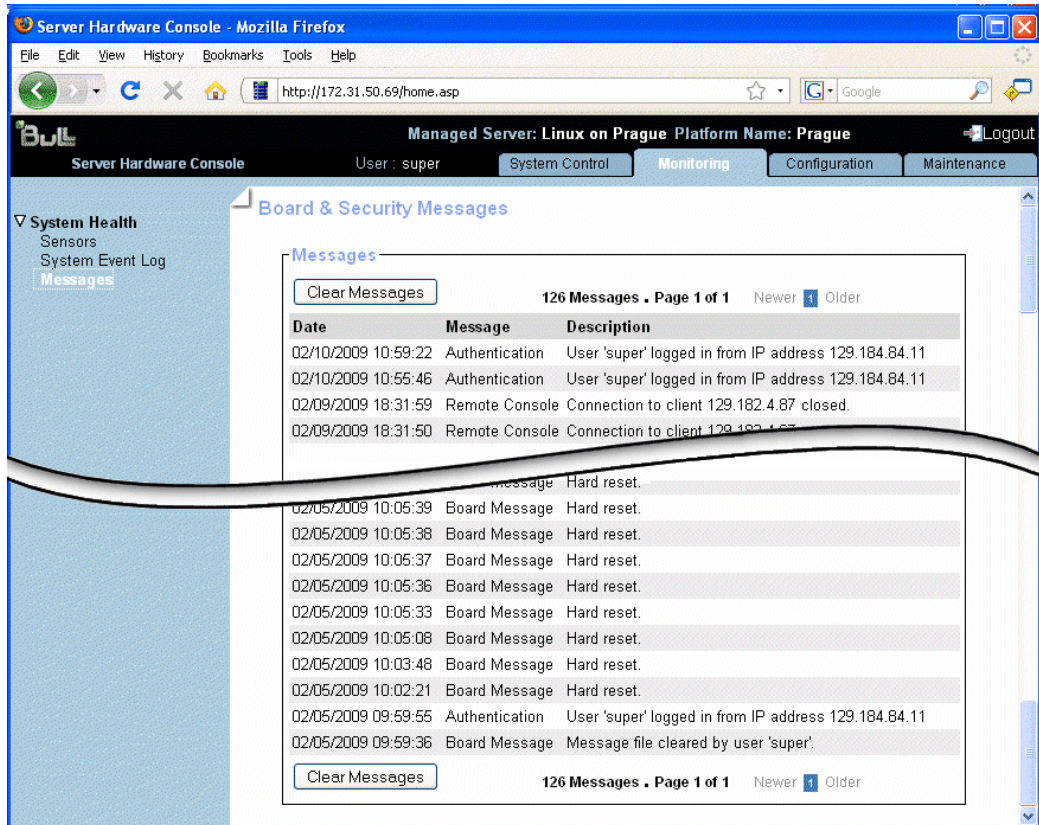 Server Hardware Console - Mozilla Firefox
File Edit View History Bookmarks Tools Help
http://172.31.50.69/home.asp G Google
Bull Managed Server: Linux on Prague Platform Name: Prague Logout
Server Hardware Console User : super System Control Monitoring Configuration Maintenance
System Health
Sensors
System Event Log
Messages
Board & Security Messages
Messages
Clear Messages 126 Messages . Page 1 of 1 Newer 1 Older
Date Message Description
02/10/2009 10:59:22 Authentication User 'super' logged in from IP address 129.184.84.11
02/10/2009 10:55:46 Authentication User 'super' logged in from IP address 129.184.84.11
02/09/2009 18:31:59 Remote Console Connection to client 129.182.4.87 closed.
02/09/2009 18:31:50 Remote Console Connection to client
Message Hard reset.
02/05/2009 10:05:39 Board Message Hard reset.
02/05/2009 10:05:38 Board Message Hard reset.
02/05/2009 10:05:37 Board Message Hard reset.
02/05/2009 10:05:36 Board Message Hard reset.
02/05/2009 10:05:33 Board Message Hard reset.
02/05/2009 10:05:08 Board Message Hard reset.
02/05/2009 10:03:48 Board Message Hard reset.
02/05/2009 10:02:21 Board Message Hard reset.
02/05/2009 09:59:55 Authentication User 'super' logged in from IP address 129.184.84.11
02/05/2009 09:59:36 Board Message Message file cleared by user 'super'.
Clear Messages 126 Messages . Page 1 of 1 Newer 1 Older